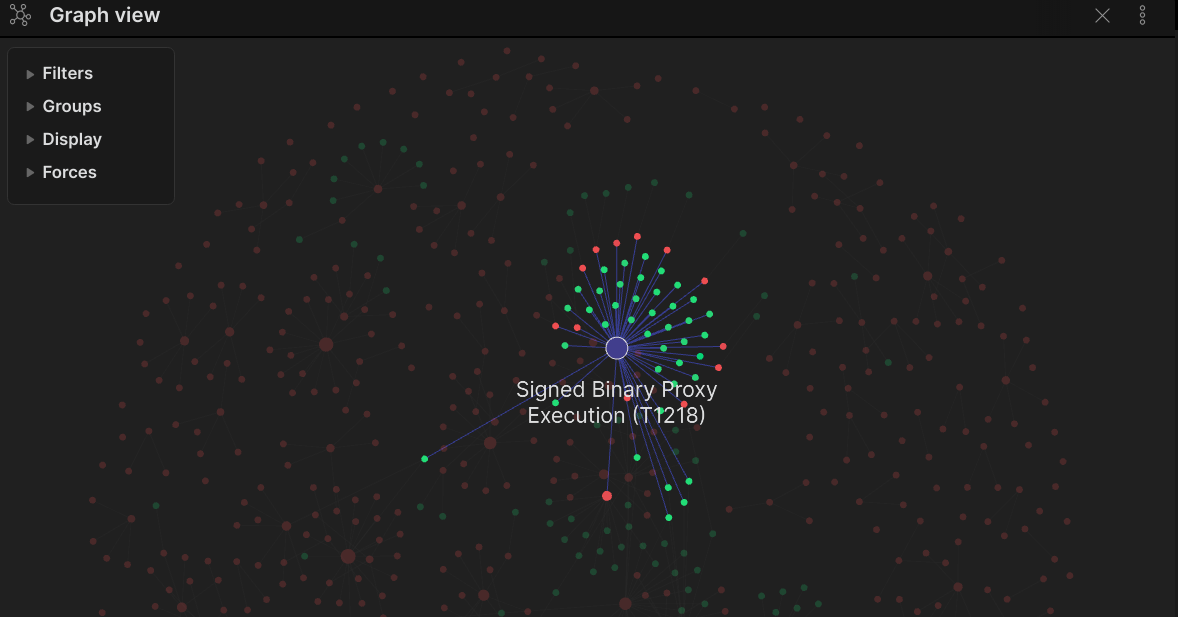 Graph view
Filters
Groups
Display
Forces
Signed Binary Proxy
Execution (T1218)